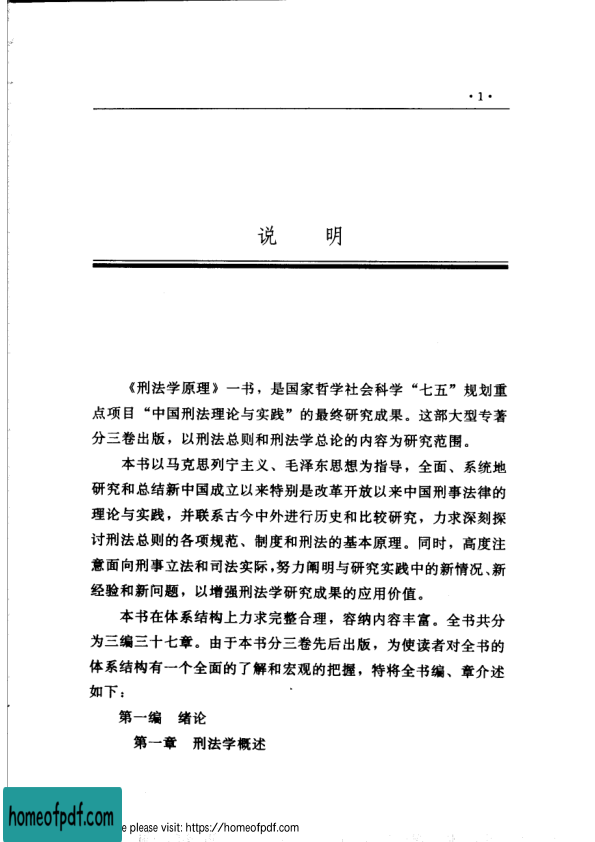 ·1·
说 明
《刑法学原理》一书，是国家哲学社会科学“七五”规划重
点项目“中国刑法理论与实践”的最终研究成果。这部大型专著
分三卷出版，以刑法总则和刑法学总论的内容为研究范围。
本书以马克思列宁主义、毛泽东思想为指导，全面、系统地
研究和总结新中国成立以来特别是改革开放以来中国刑事法律的
理论与实践，并联系古今中外进行历史和比较研究，力求深刻探
讨刑法总则的各项规范、制度和刑法的基本原理。同时，高度注
意面向刑事立法和司法实际，努力阐明与研究实践中的新情况、新
经验和新问题，以增强刑法学研究成果的应用价值。
本书在体系结构上力求完整合理，容纳内容丰富。全书共分
为三编三十七章。由于本书分三卷先后出版，为使读者对全书的
体系结构有一个全面的了解和宏观的把握，特将全书编、章介述
如下：
第一编 绪论
第一章 刑法学概述
homeofpdf.com
e please visit: https://homeofpdf.com